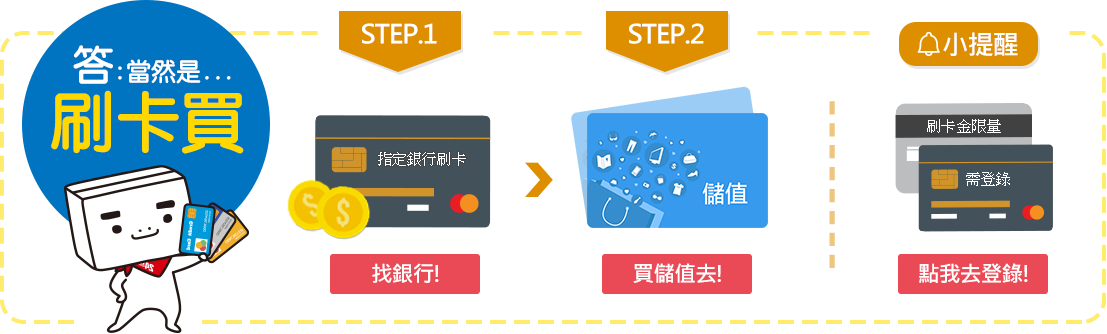 答：當然是...
刷卡買
STEP.1
指定銀行刷卡
$
$
找銀行!
STEP.2
儲值
買儲值去!
小提醒
刷卡金限量
需登錄
點我去登錄!